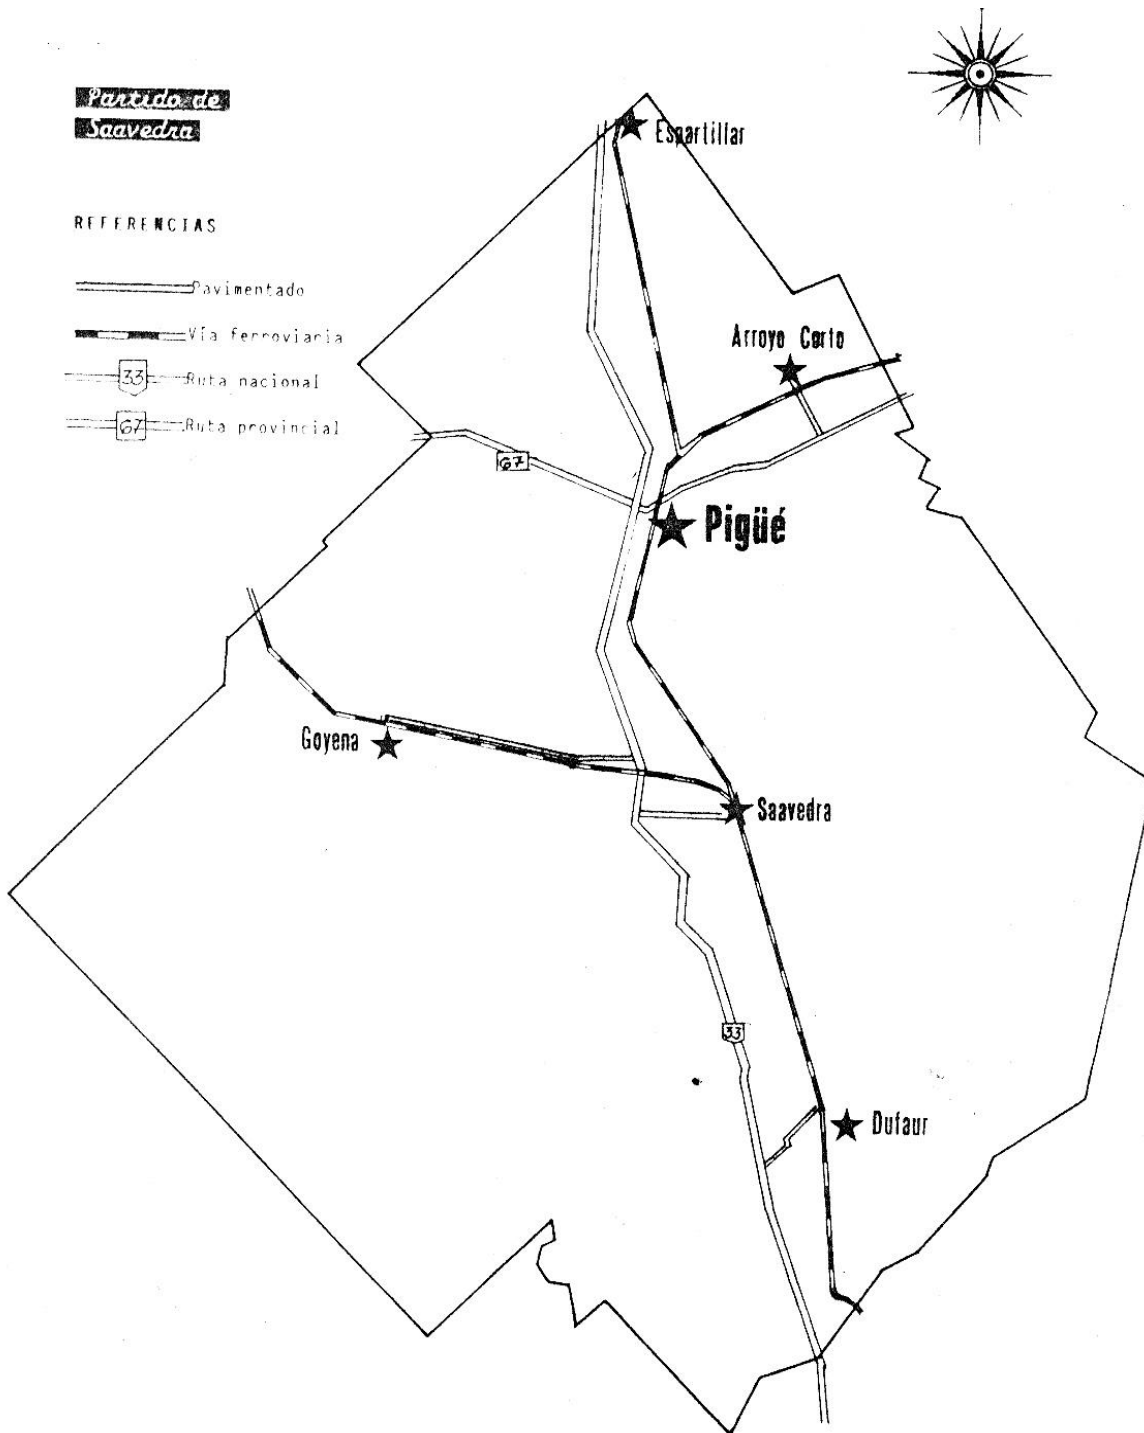 Partido de
Saavedra
REFERENCIAS
Pavimentado
Vía ferroviaria
33 Ruta nacional
67 Ruta provincial
Espartillar
Arroyo Corto
67
Pigüé
Goyena
Saavedra
33
Dufaur